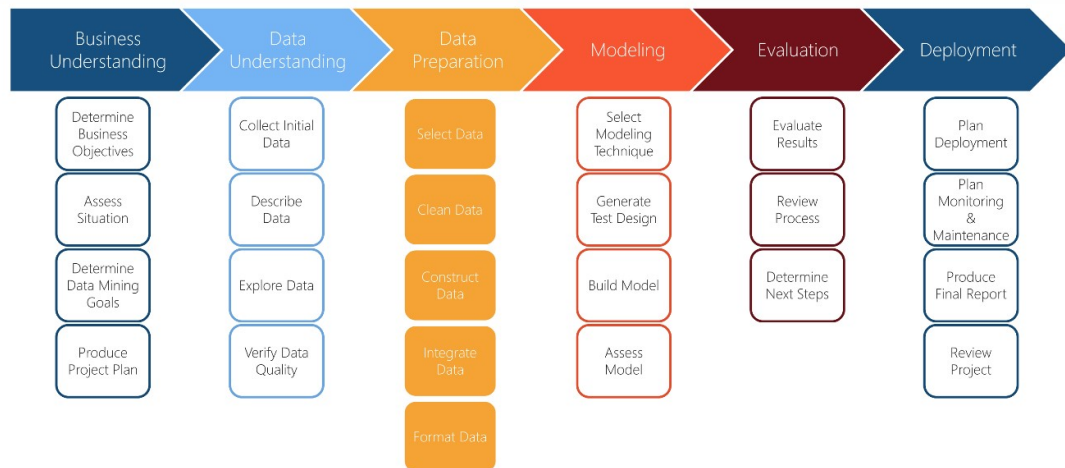 Business
Understanding
Data
Understanding
Data
Preparation
Modeling
Evaluation
Deployment
Determine
Business
Objectives
Assess
Situation
Determine
Data Mining
Goals
Produce
Project Plan
Collect Initial
Data
Describe
Data
Explore Data
Verify Data
Quality
Select Data
Clean Data
Construct
Data
Integrate
Data
Format Data
Select
Modeling
Technique
Generate
Test Design
Build Model
Assess
Model
Evaluate
Results
Review
Process
Determine
Next Steps
Plan
Deployment
Plan
Monitoring
&
Maintenance
Produce
Final Report
Review
Project